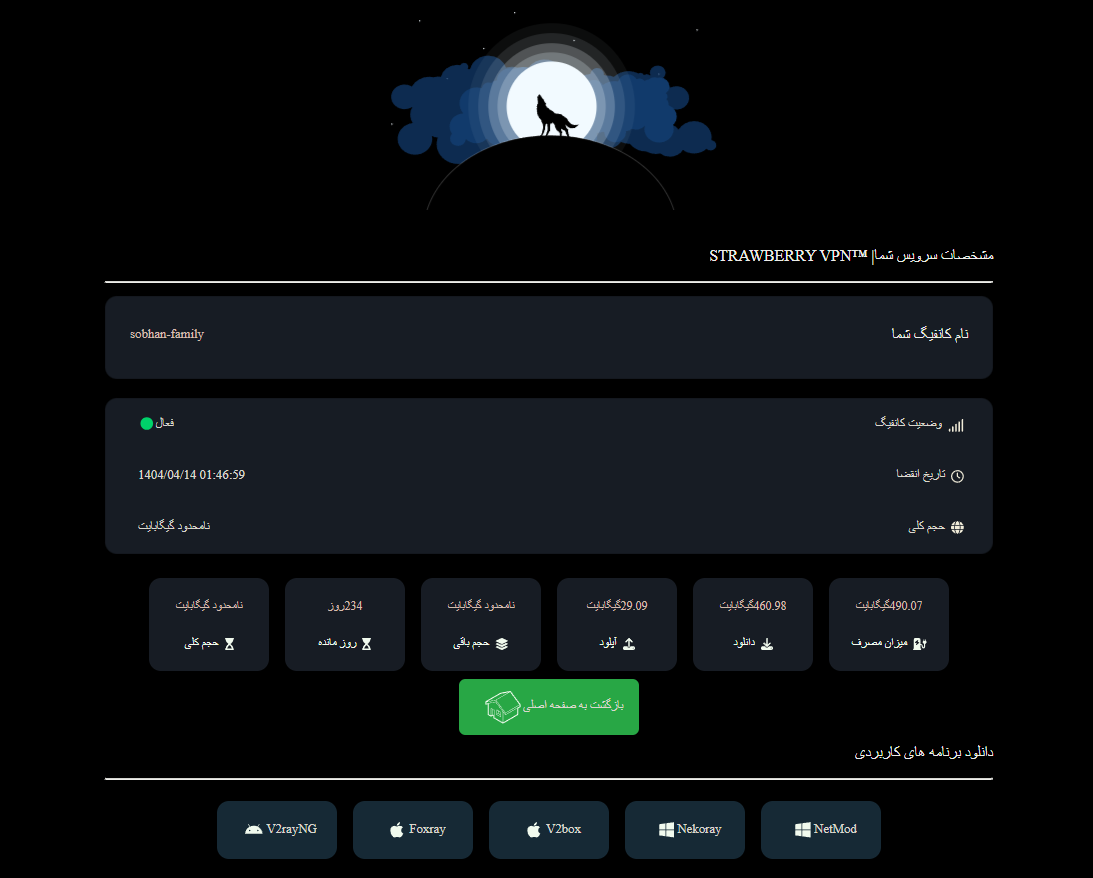 مشخصات سرویس شما| STRAWBERRY VPN™
نام کانفیگ شما
sobhan-family
وضعیت کانفیگ
فعال
تاریخ انقضا
1404/04/14 01:46:59
حجم کلی
نامحدود گیگابایت
490.07گیگابایت
میزان مصرف
460.98گیگابایت
دانلود
29.09گیگابایت
آپلود
نامحدود گیگابایت
حجم باقی
234روز
روز مانده
نامحدود گیگابایت
حجم کلی
بازگشت به صفحه اصلی
دانلود برنامه های کاربردی
NetMod
Nekoray
V2box
Foxray
V2rayNG